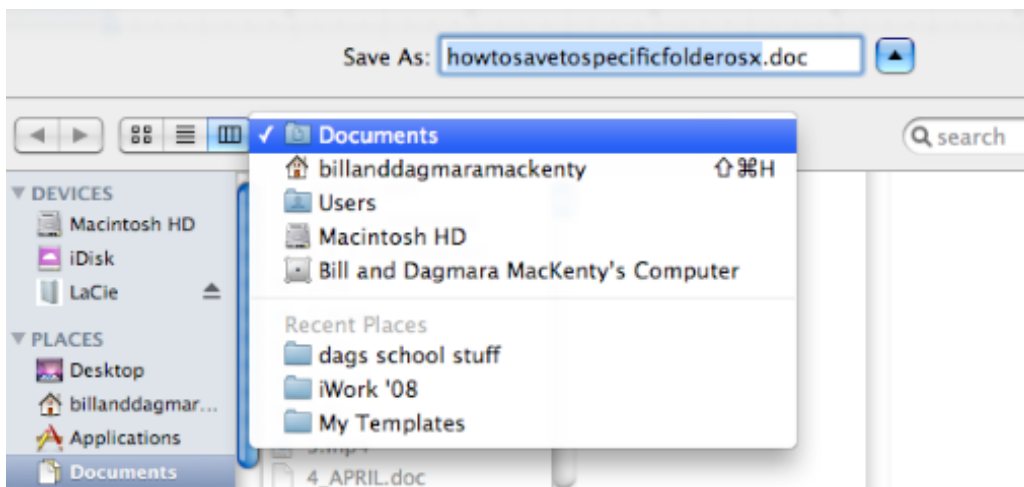 Save As: howtosavetospecificfolderosx.doc
search
Documents
billanddagmaramackenty ⇧⌘H
Users
Macintosh HD
Bill and Dagmara MacKenty's Computer
Recent Places
dags school stuff
iWork '08
My Templates
DEVICES
Macintosh HD
iDisk
LaCie
PLACES
Desktop
billanddagmar...
Applications
Documents
4_APRIL.doc